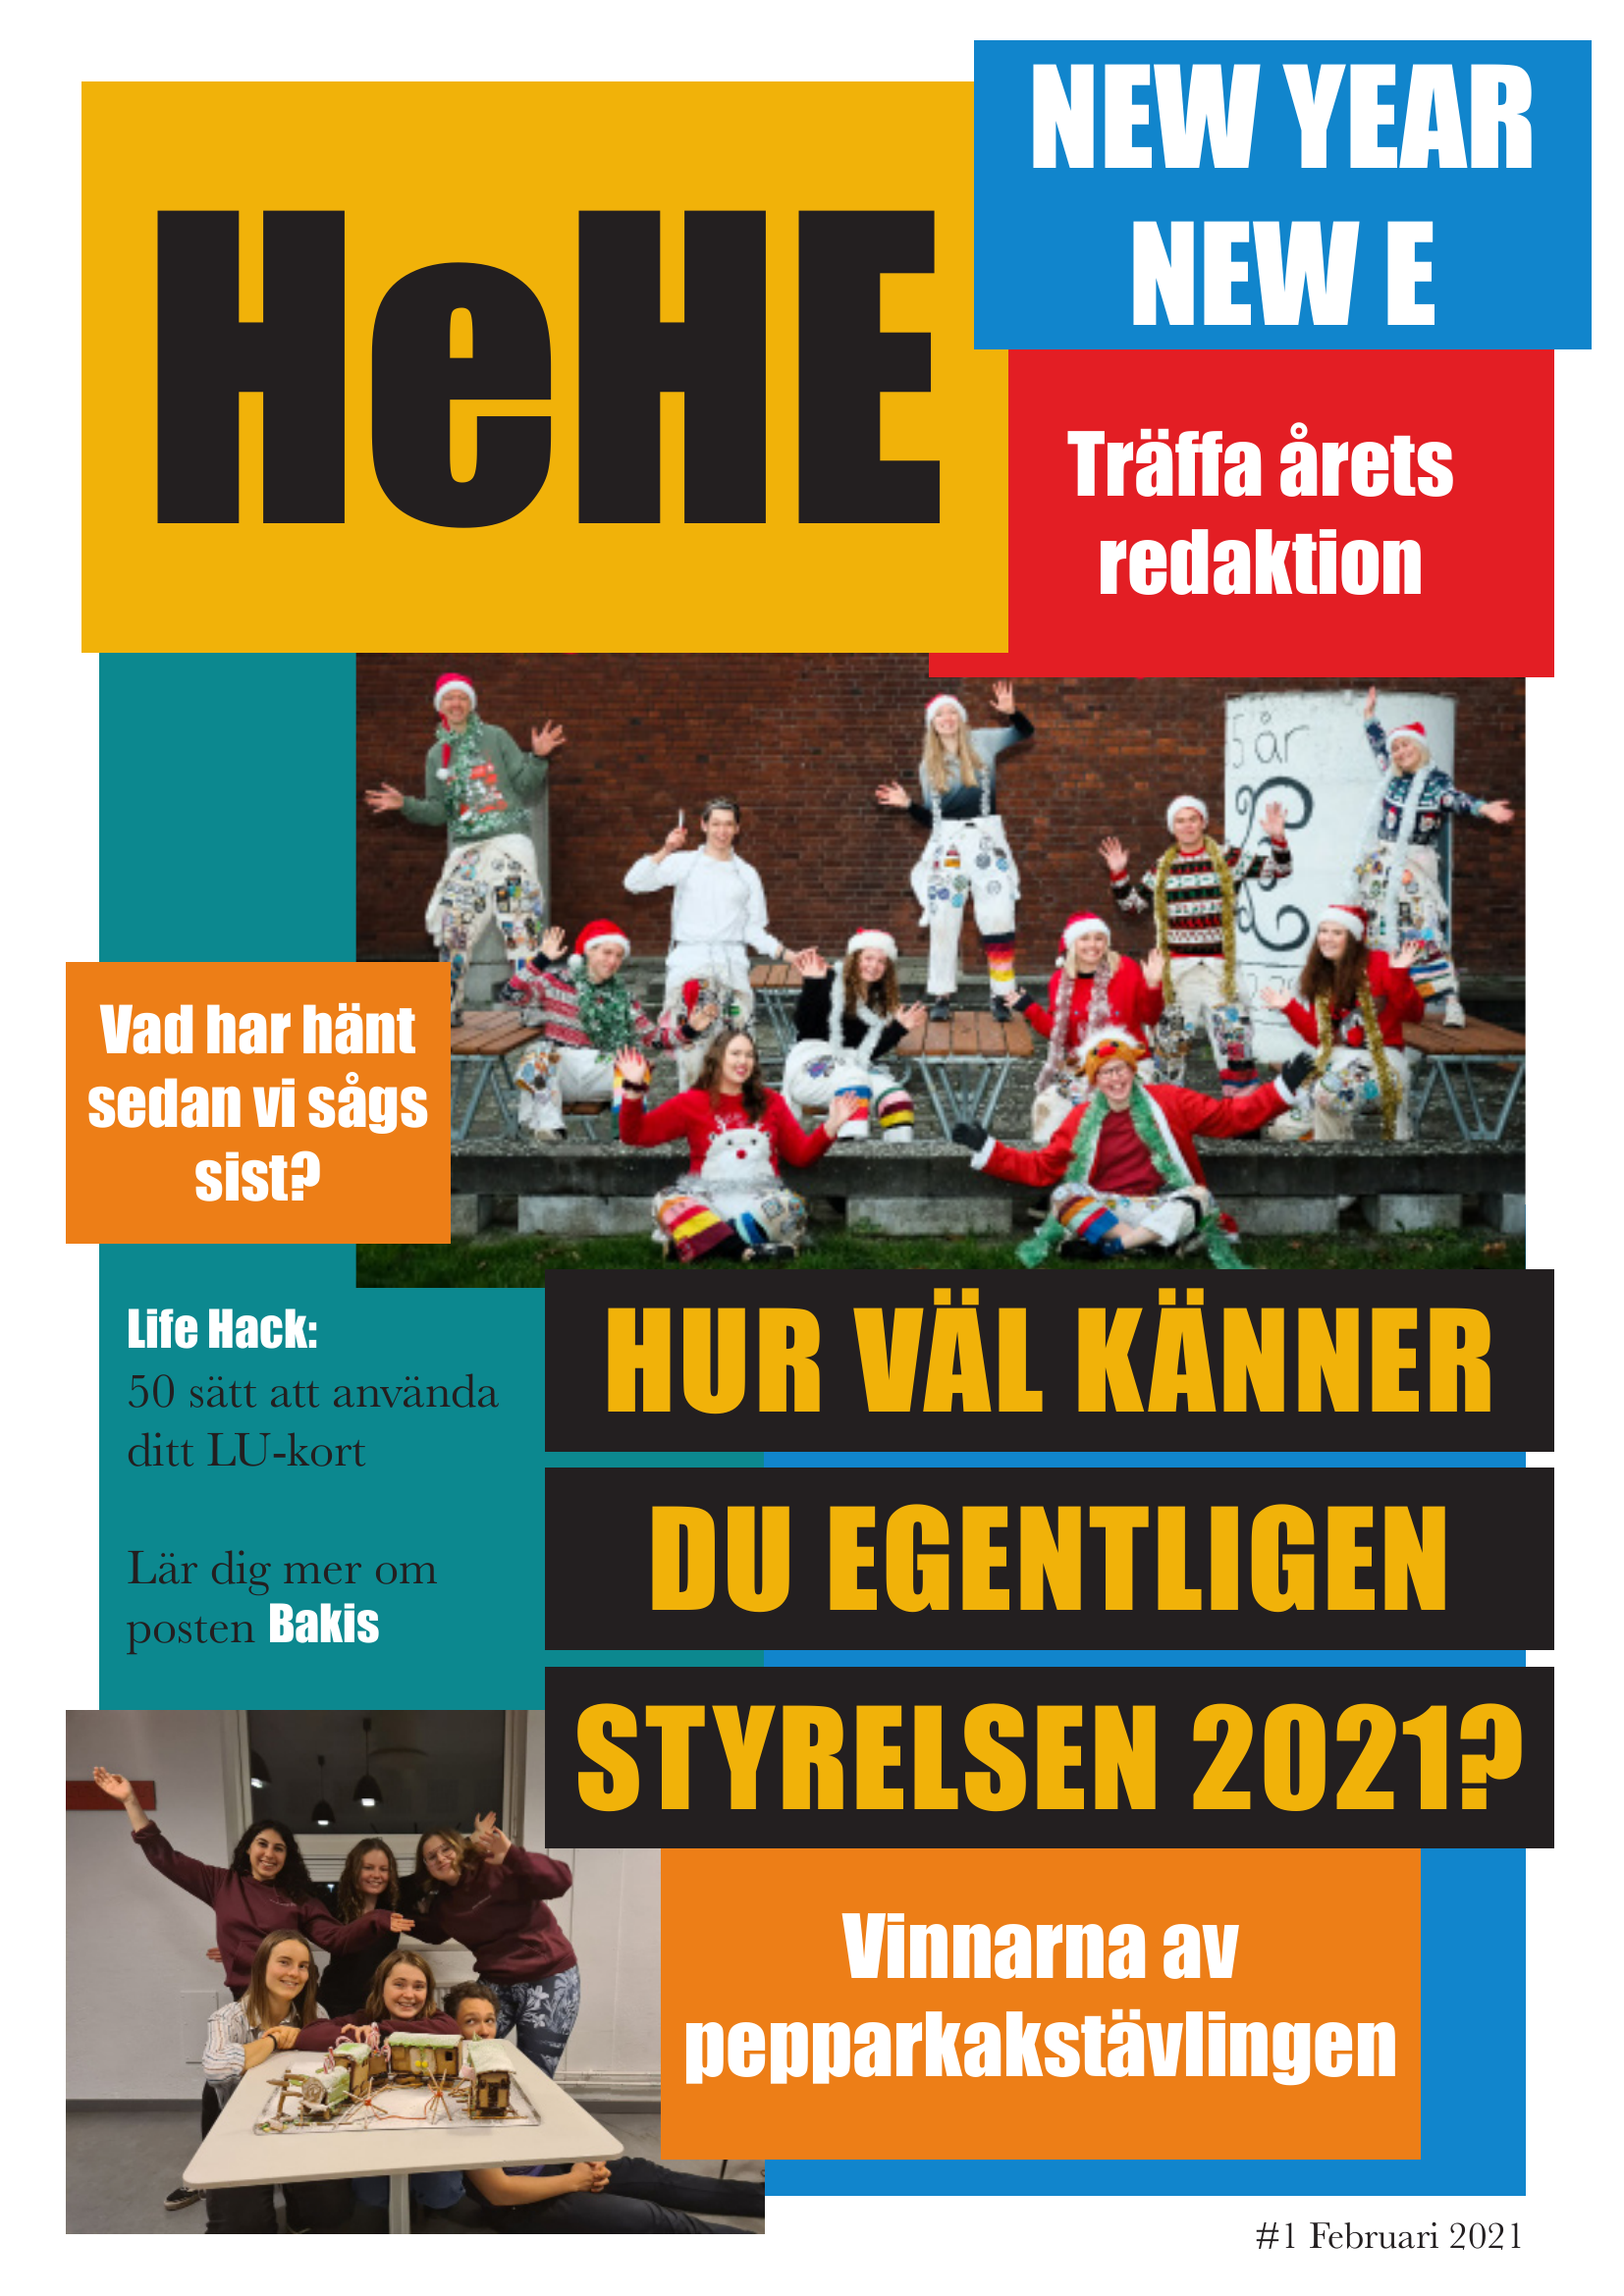 HeHE
NEW YEAR
NEW E
Träffa årets
redaktion
5 år
Vad har hänt
sedan vi sågs
sist?
Life Hack:
50 sätt att använda
ditt LU-kort
Lär dig mer om
posten Bakis
HUR VÄL KÄNNER
DU EGENTLIGEN
STYRELSEN 2021?
Vinnarna av
pepparkakstävlingen
#1 Februari 2021